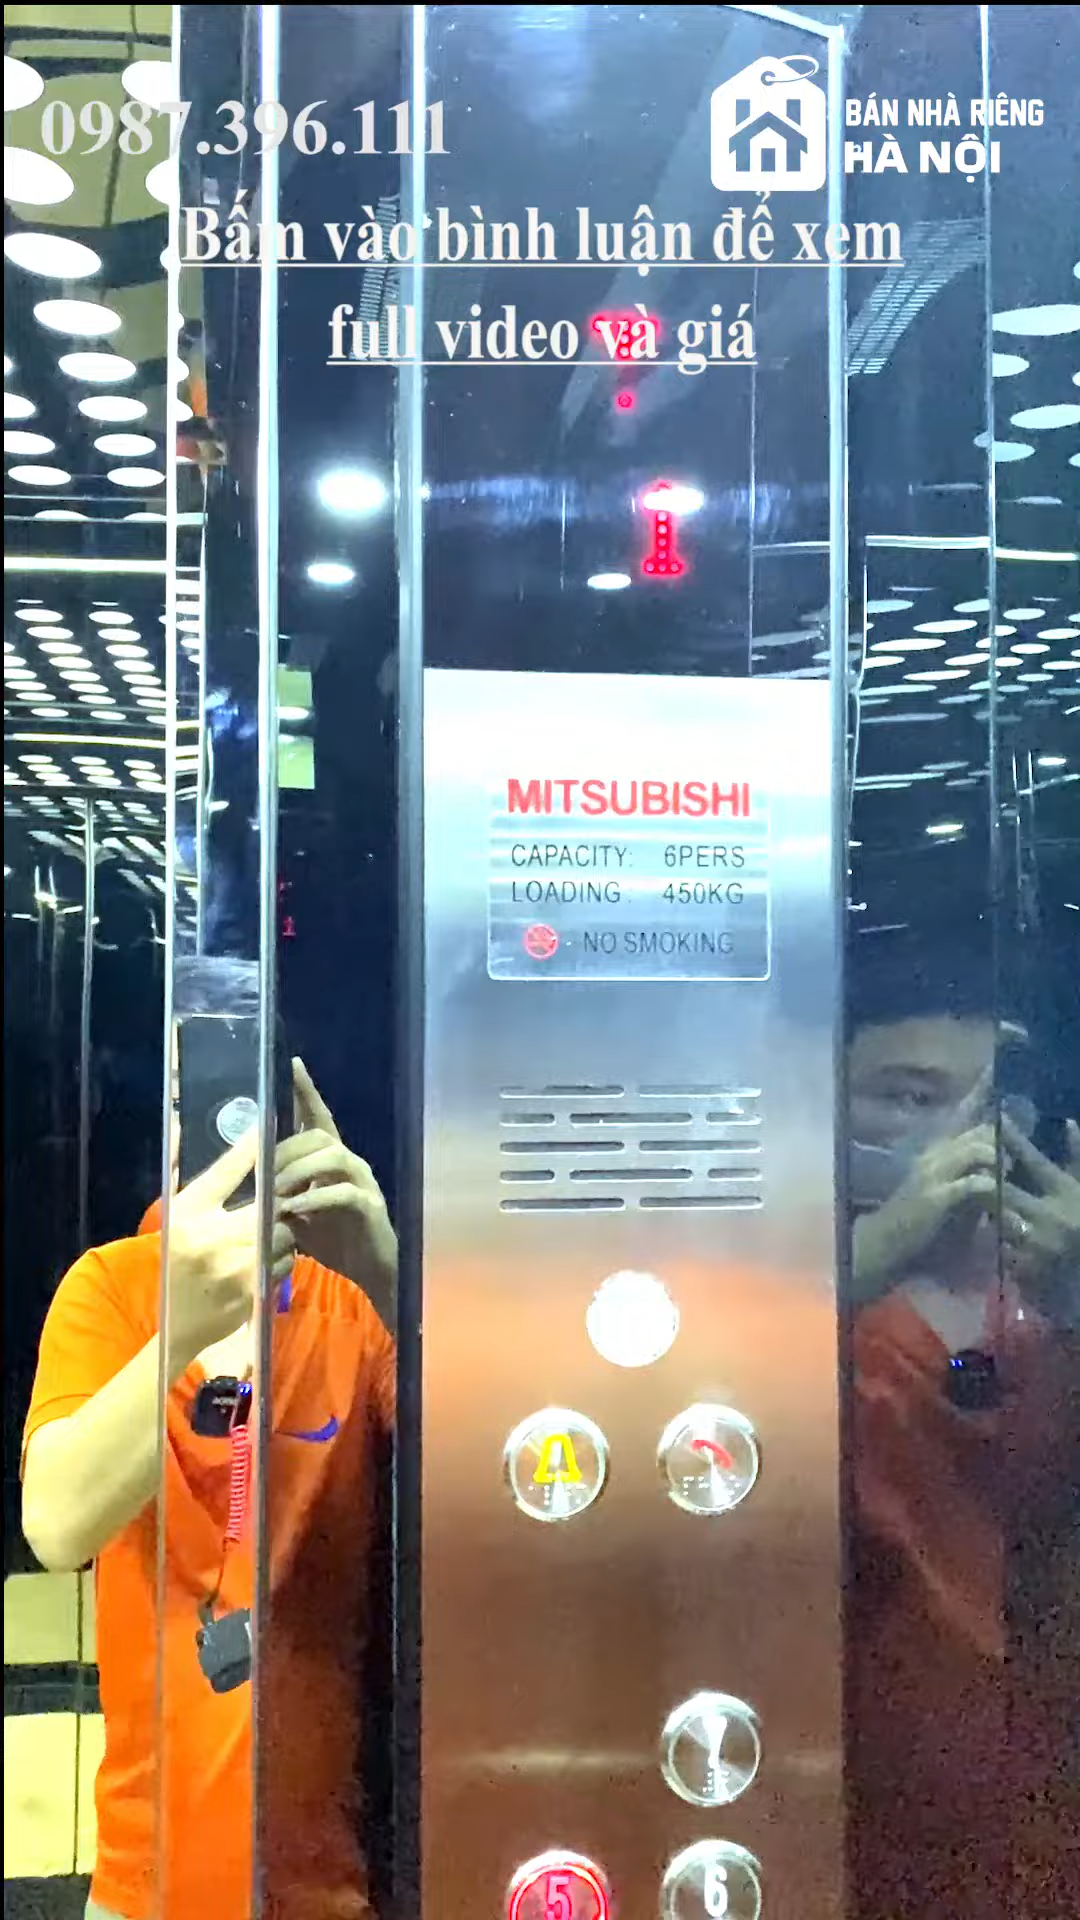 0987.396.111
BÁN NHÀ RIÊNG
HÀ NỘI
Bấm vào bình luận để xem
full video và giá
1
MITSUBISHI
CAPACITY: 6PERS
LOADING: 450KG
NO SMOKING
5 6